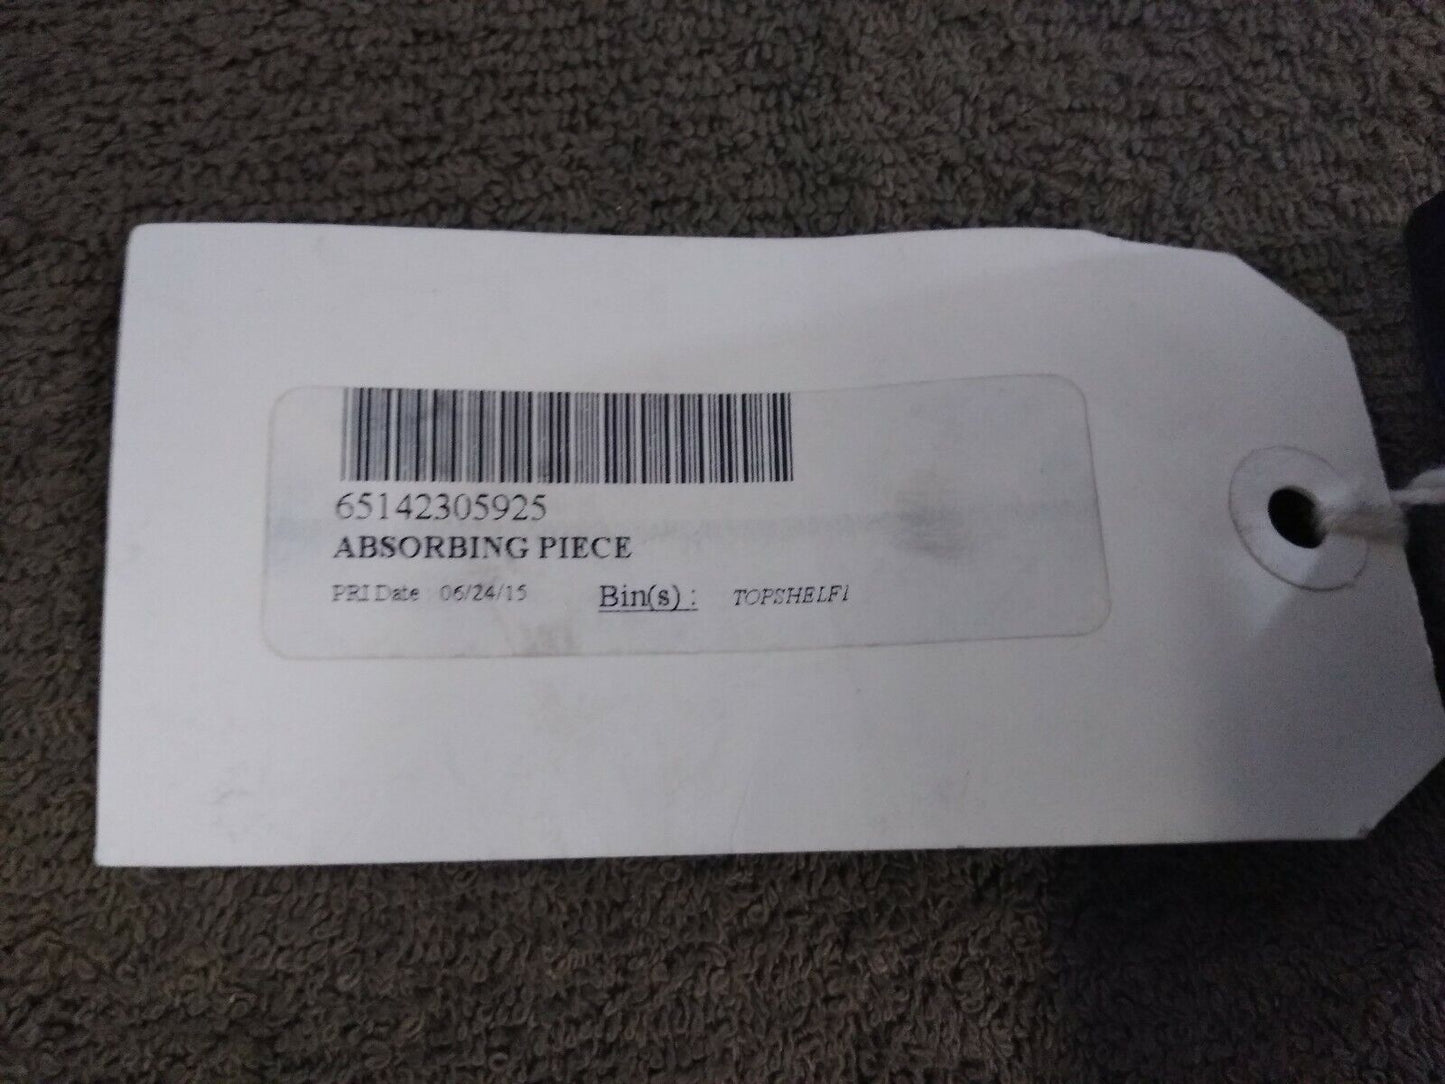 65142305925
ABSORBING PIECE
PRI Date : 06/24/15 Bin(s) : TOPSHELF1